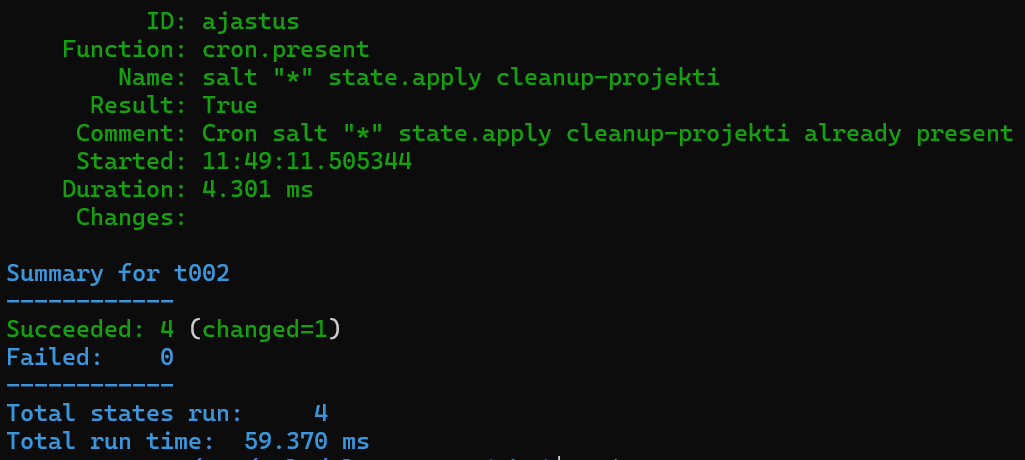 ID: ajastus
Function: cron.present
Name: salt "*" state.apply cleanup-projekti
Result: True
Comment: Cron salt "*" state.apply cleanup-projekti already present
Started: 11:49:11.505344
Duration: 4.301 ms
Changes:
Summary for t002
------------
Succeeded: 4 (changed=1)
Failed:    0
------------
Total states run:     4
Total run time:  59.370 ms